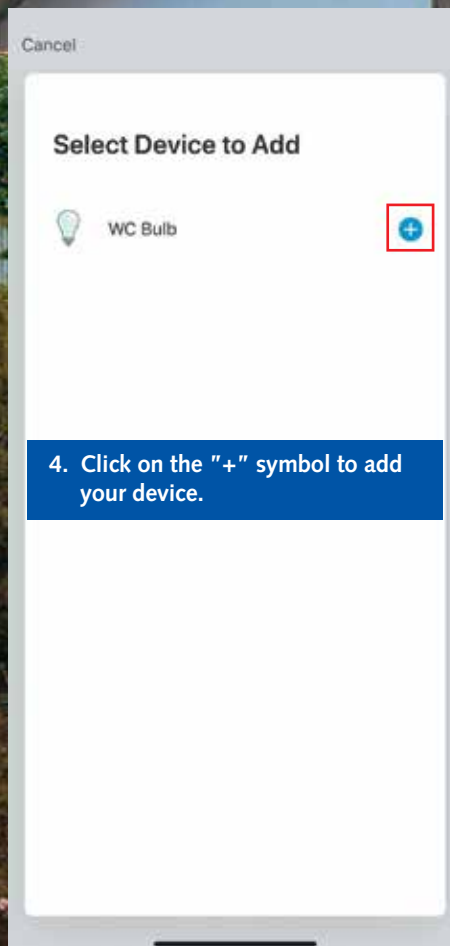 Cancel
Select Device to Add
WC Bulb
4. Click on the "+" symbol to add
your device.